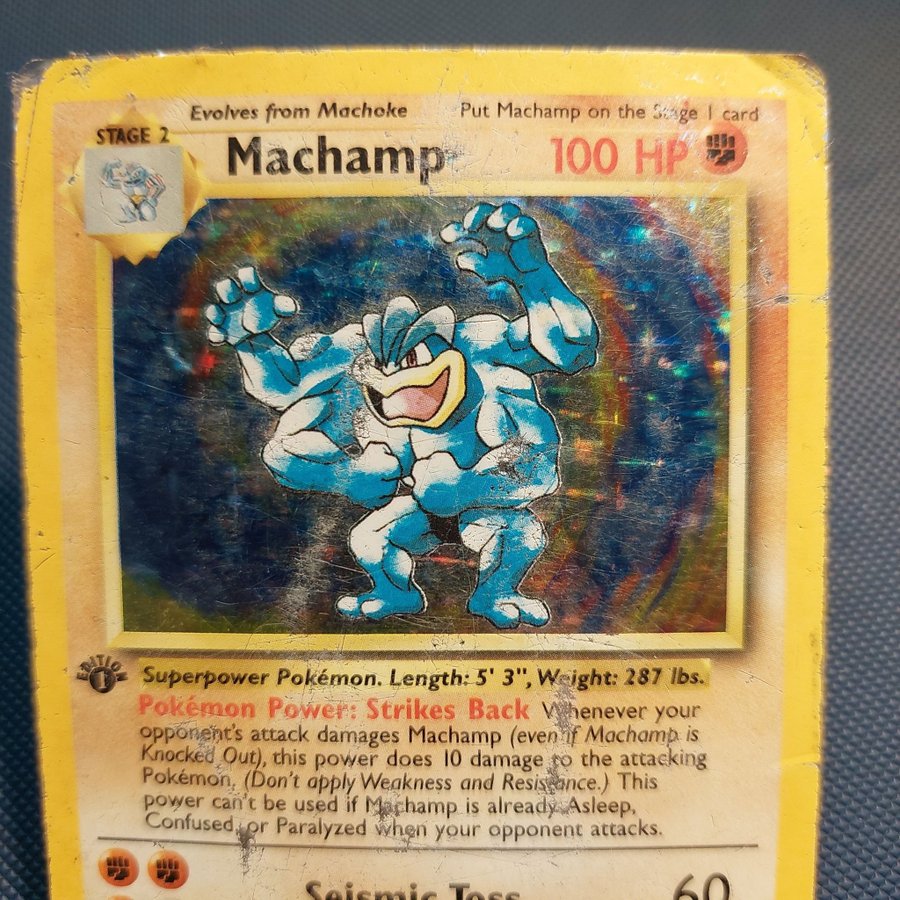 Evolves from Machoke Put Machamp on the Stage 1 card
STAGE 2
Machamp 100 HP
EDITION 1
Superpower Pokémon. Length: 5' 3", Weight: 287 lbs.
Pokémon Power: Strikes Back Whenever your
opponent's attack damages Machamp (even if Machamp is
Knocked Out), this power does 10 damage to the attacking
Pokémon. (Don't apply Weakness and Resistance.) This
power can't be used if Machamp is already Asleep,
Confused, or Paralyzed when your opponent attacks.
Seismic Toss 60